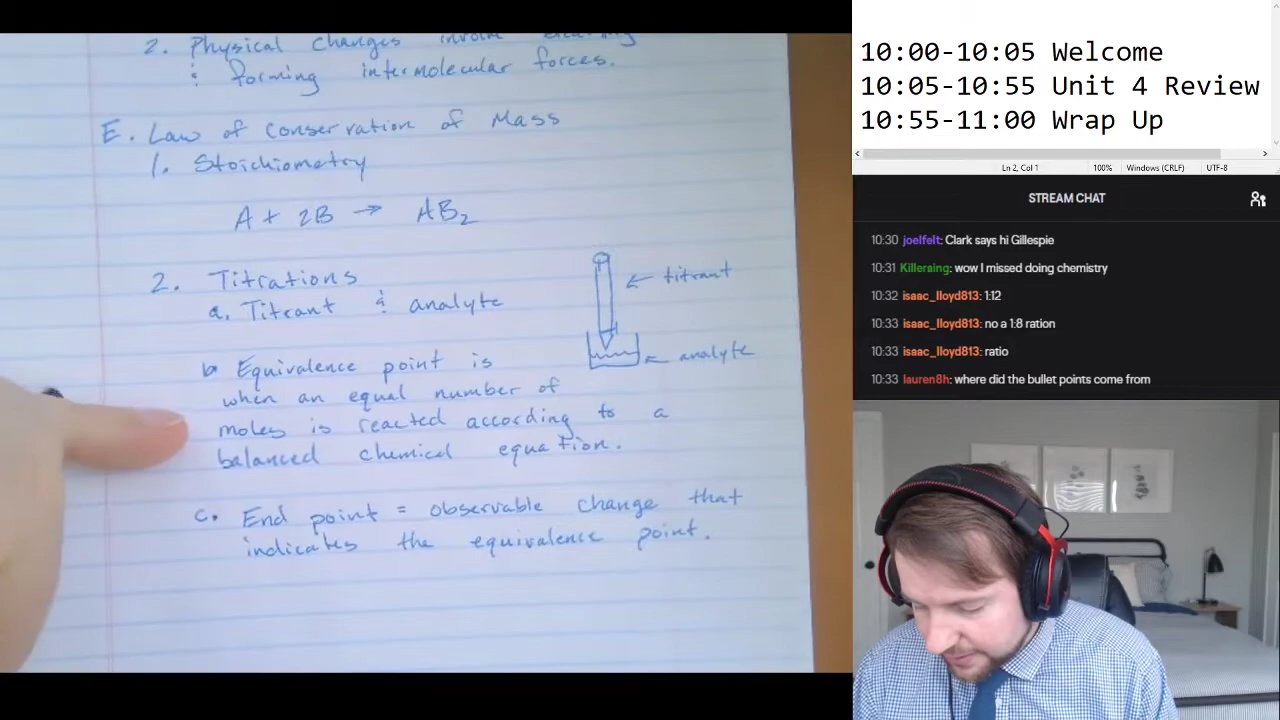 2. Physical changes involve
& forming intermolecular forces.
E. Law of conservation of Mass
1. Stoichiometry
A + 2B → AB2
2. Titrations
a. Titrant & analyte
← titrant
← analyte
b Equivalence point is
when an equal number of
moles is reacted according to a
balanced chemical equation.
c. End point = observable change that
indicates the equivalence point.
10:00-10:05 Welcome
10:05-10:55 Unit 4 Review
10:55-11:00 Wrap Up
Ln 2, Col 1 100% Windows (CRLF) UTF-8
STREAM CHAT
10:30 joelfelt: Clark says hi Gillespie
10:31 Killersing: wow I missed doing chemistry
10:32 isaac_lloyd813: 1:12
10:33 isaac_lloyd813: no a 1:8 ration
10:33 isaac_lloyd813: ratio
10:33 lauren8h: where did the bullet points come from